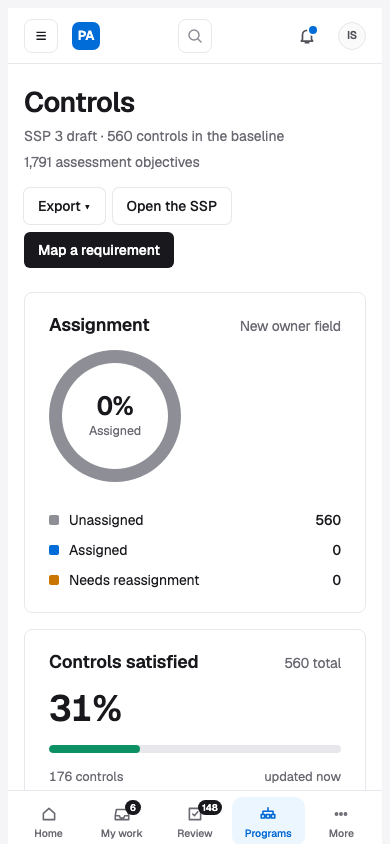 PA
IS
Controls
SSP 3 draft · 560 controls in the baseline
1,791 assessment objectives
Export ▾
Open the SSP
Map a requirement
Assignment
New owner field
0%
Assigned
Unassigned 560
Assigned 0
Needs reassignment 0
Controls satisfied
560 total
31%
176 controls
updated now
6
148
Home
My work
Review
Programs
More